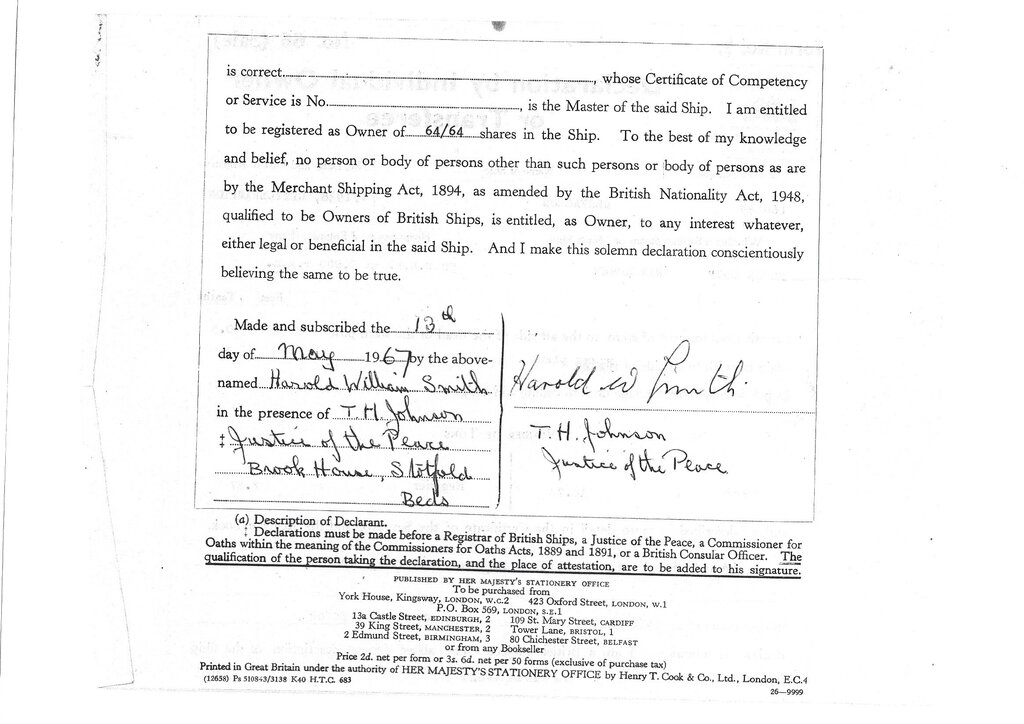 is correct................................................, whose Certificate of Competency
or Service is No................................................, is the Master of the said Ship. I am entitled
to be registered as Owner of 64/64 shares in the Ship. To the best of my knowledge
and belief, no person or body of persons other than such persons or body of persons as are
by the Merchant Shipping Act, 1894, as amended by the British Nationality Act, 1948,
qualified to be Owners of British Ships, is entitled, as Owner, to any interest whatever,
either legal or beneficial in the said Ship. And I make this solemn declaration conscientiously
believing the same to be true.
Made and subscribed the 13th
day of May 1967 by the above-
named Harold William Smith
in the presence of T. H. Johnson
‡ Justice of the Peace
Brook House, Stotfold
Beds
Harold W Smith.
T. H. Johnson
Justice of the Peace
(a) Description of Declarant.
‡ Declarations must be made before a Registrar of British Ships, a Justice of the Peace, a Commissioner for
Oaths within the meaning of the Commissioners for Oaths Acts, 1889 and 1891, or a British Consular Officer. The
qualification of the person taking the declaration, and the place of attestation, are to be added to his signature.
PUBLISHED BY HER MAJESTY'S STATIONERY OFFICE
To be purchased from
York House, Kingsway, LONDON, W.C.2 423 Oxford Street, LONDON, W.1
P.O. Box 569, LONDON, S.E.1
13a Castle Street, EDINBURGH, 2 109 St. Mary Street, CARDIFF
39 King Street, MANCHESTER, 2 Tower Lane, BRISTOL, 1
2 Edmund Street, BIRMINGHAM, 3 80 Chichester Street, BELFAST
or from any Bookseller
Price 2d. net per form or 3s. 6d. net per 50 forms (exclusive of purchase tax)
Printed in Great Britain under the authority of HER MAJESTY'S STATIONERY OFFICE by Henry T. Cook & Co., Ltd., London, E.C.4
(12658) Ps 510843/3138 K40 H.T.C. 683
26—9999